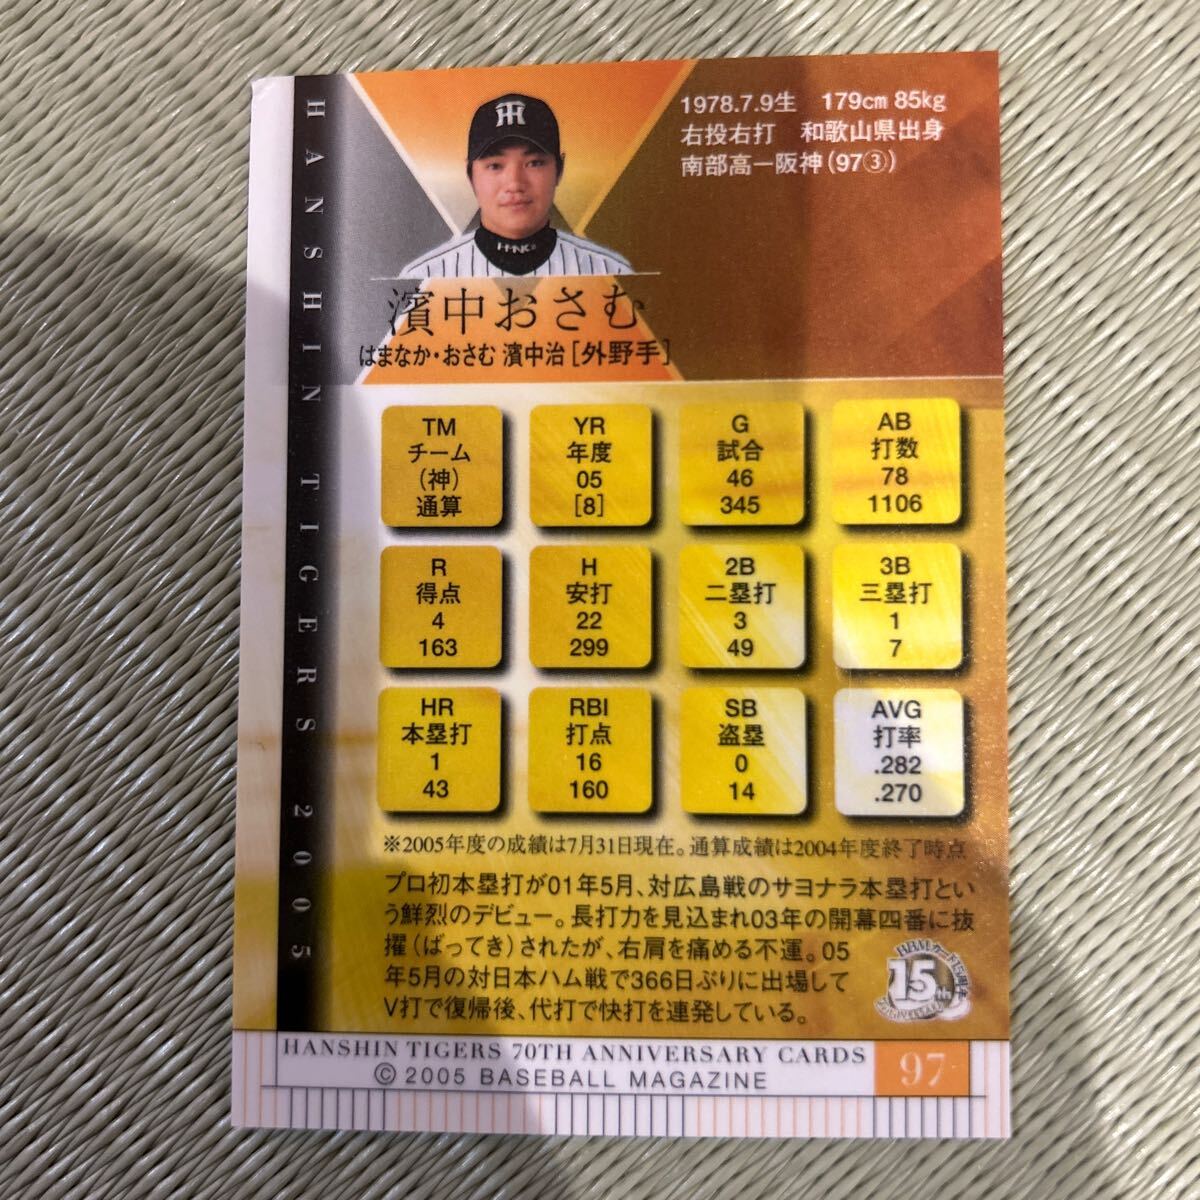 HANSHIN TIGERS 2005
1978.7.9生 179cm 85kg
右投右打 和歌山県出身
南部高ー阪神(97③)
濱中おさむ
はまなか・おさむ 濱中治[外野手]
TM
チーム
(神)
通算
YR
年度
05
[8]
G
試合
46
345
AB
打数
78
1106
R
得点
4
163
H
安打
22
299
2B
二塁打
3
49
3B
三塁打
1
7
HR
本塁打
1
43
RBI
打点
16
160
SB
盗塁
0
14
AVG
打率
.282
.270
※2005年度の成績は7月31日現在。通算成績は2004年度終了時点
プロ初本塁打が01年5月、対広島戦のサヨナラ本塁打とい
う鮮烈のデビュー。長打力を見込まれ03年の開幕四番に抜
擢(ばってき)されたが、右肩を痛める不運。05
年5月の対日本ハム戦で366日ぶりに出場して
V打で復帰後、代打で快打を連発している。
BBMカード15周年
15th
ANNIVERSARY
HANSHIN TIGERS 70TH ANNIVERSARY CARDS
© 2005 BASEBALL MAGAZINE
97